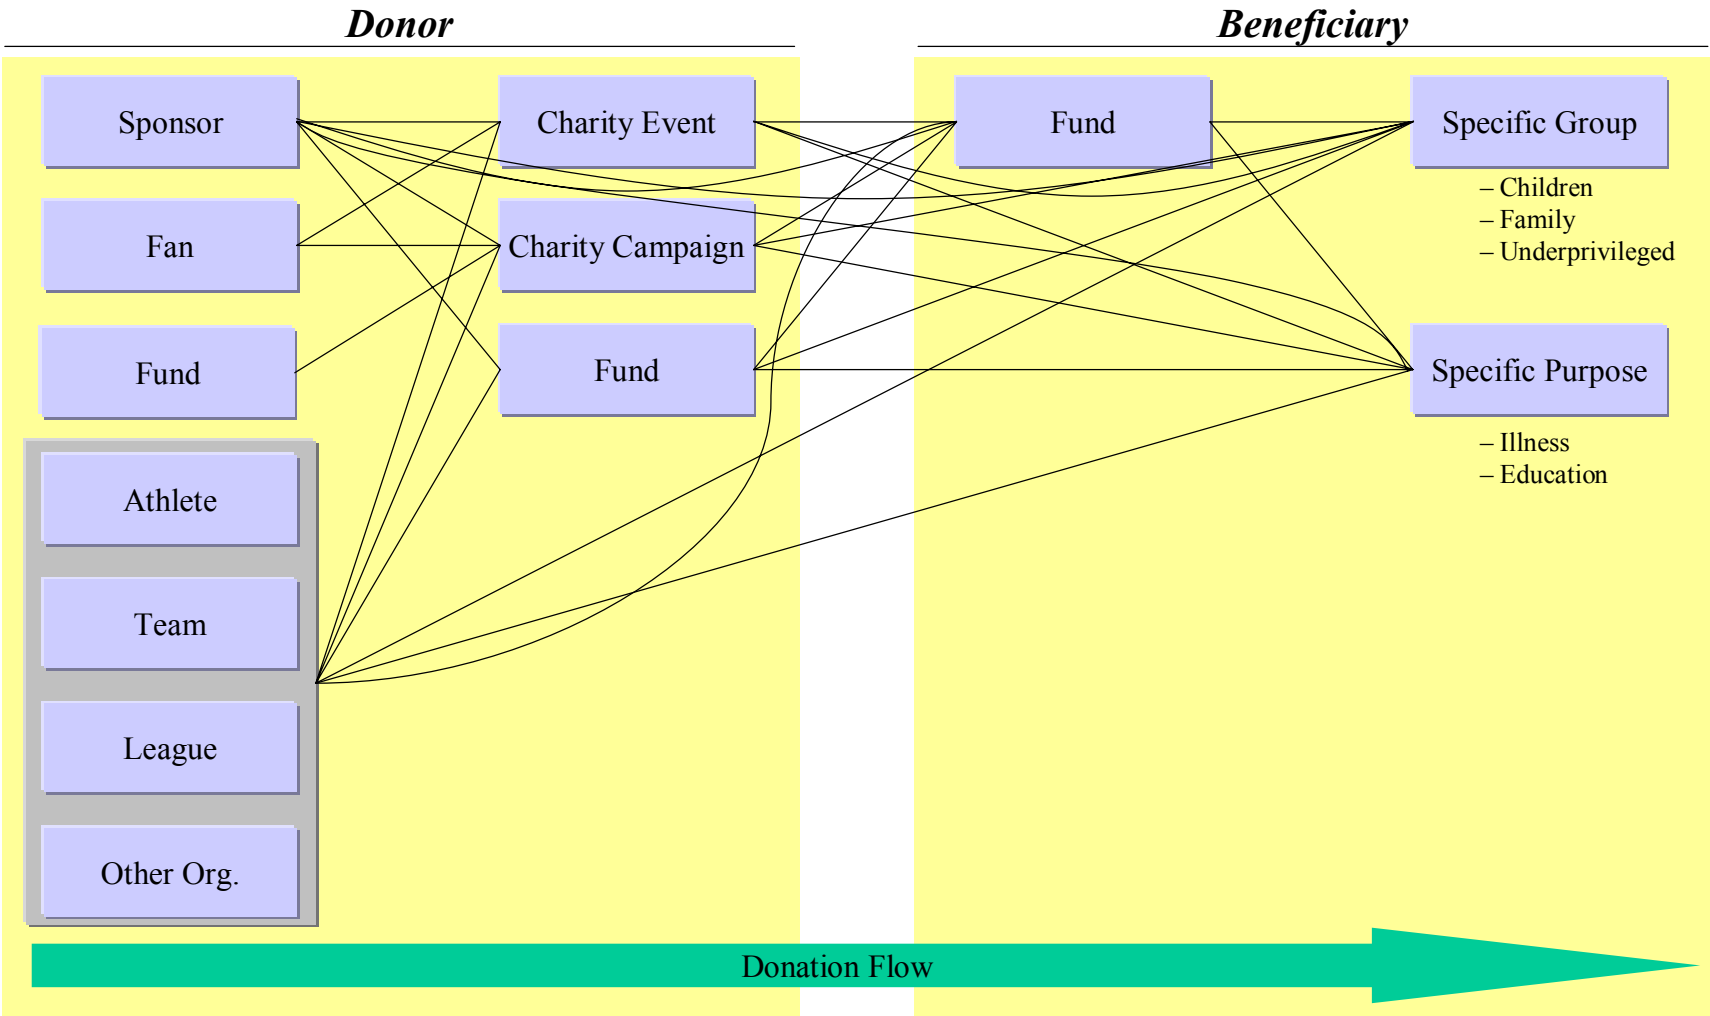 Donor
Beneficiary
Sponsor
Charity Event
Fund
Specific Group
– Children
– Family
– Underprivileged
Fan
Charity Campaign
Fund
Fund
Specific Purpose
– Illness
– Education
Athlete
Team
League
Other Org.
Donation Flow